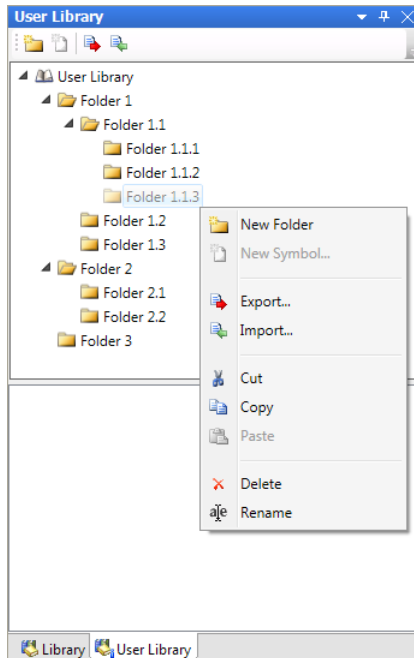 User Library
User Library
Folder 1
Folder 1.1
Folder 1.1.1
Folder 1.1.2
Folder 1.1.3
Folder 1.2
Folder 1.3
Folder 2
Folder 2.1
Folder 2.2
Folder 3
New Folder
New Symbol...
Export...
Import...
Cut
Copy
Paste
Delete
Rename
Library User Library